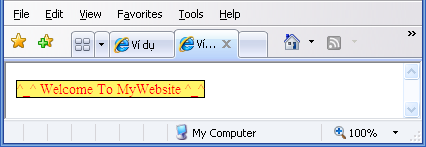 File Edit View Favorites Tools Help
Ví dụ Ví...
^_^ Welcome To MyWebsite ^_^
My Computer 100%